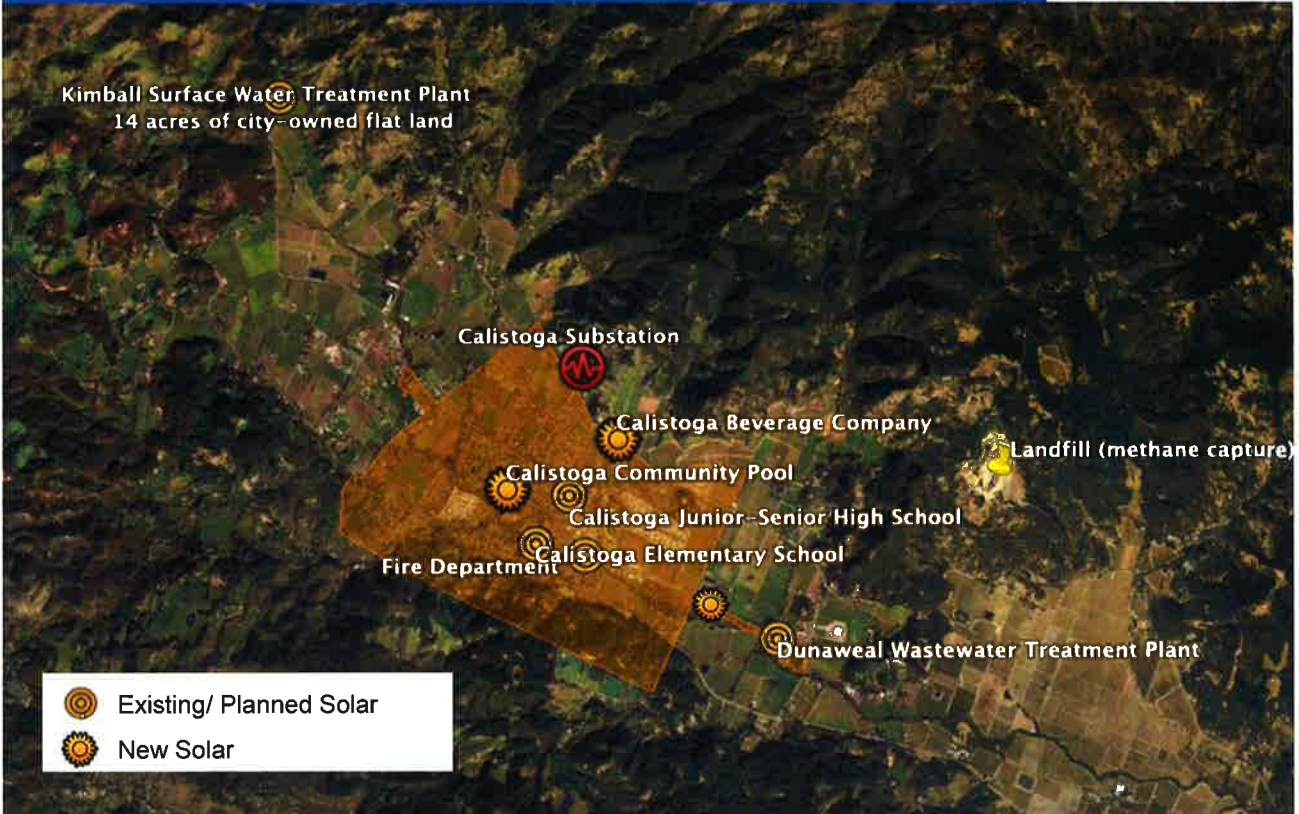 Kimball Surface Water Treatment Plant
14 acres of city-owned flat land
Calistoga Substation
Calistoga Beverage Company
Landfill (methane capture)
Calistoga Community Pool
Calistoga Junior-Senior High School
Calistoga Elementary School
Fire Department
Dunaweal Wastewater Treatment Plant
Existing/ Planned Solar
New Solar